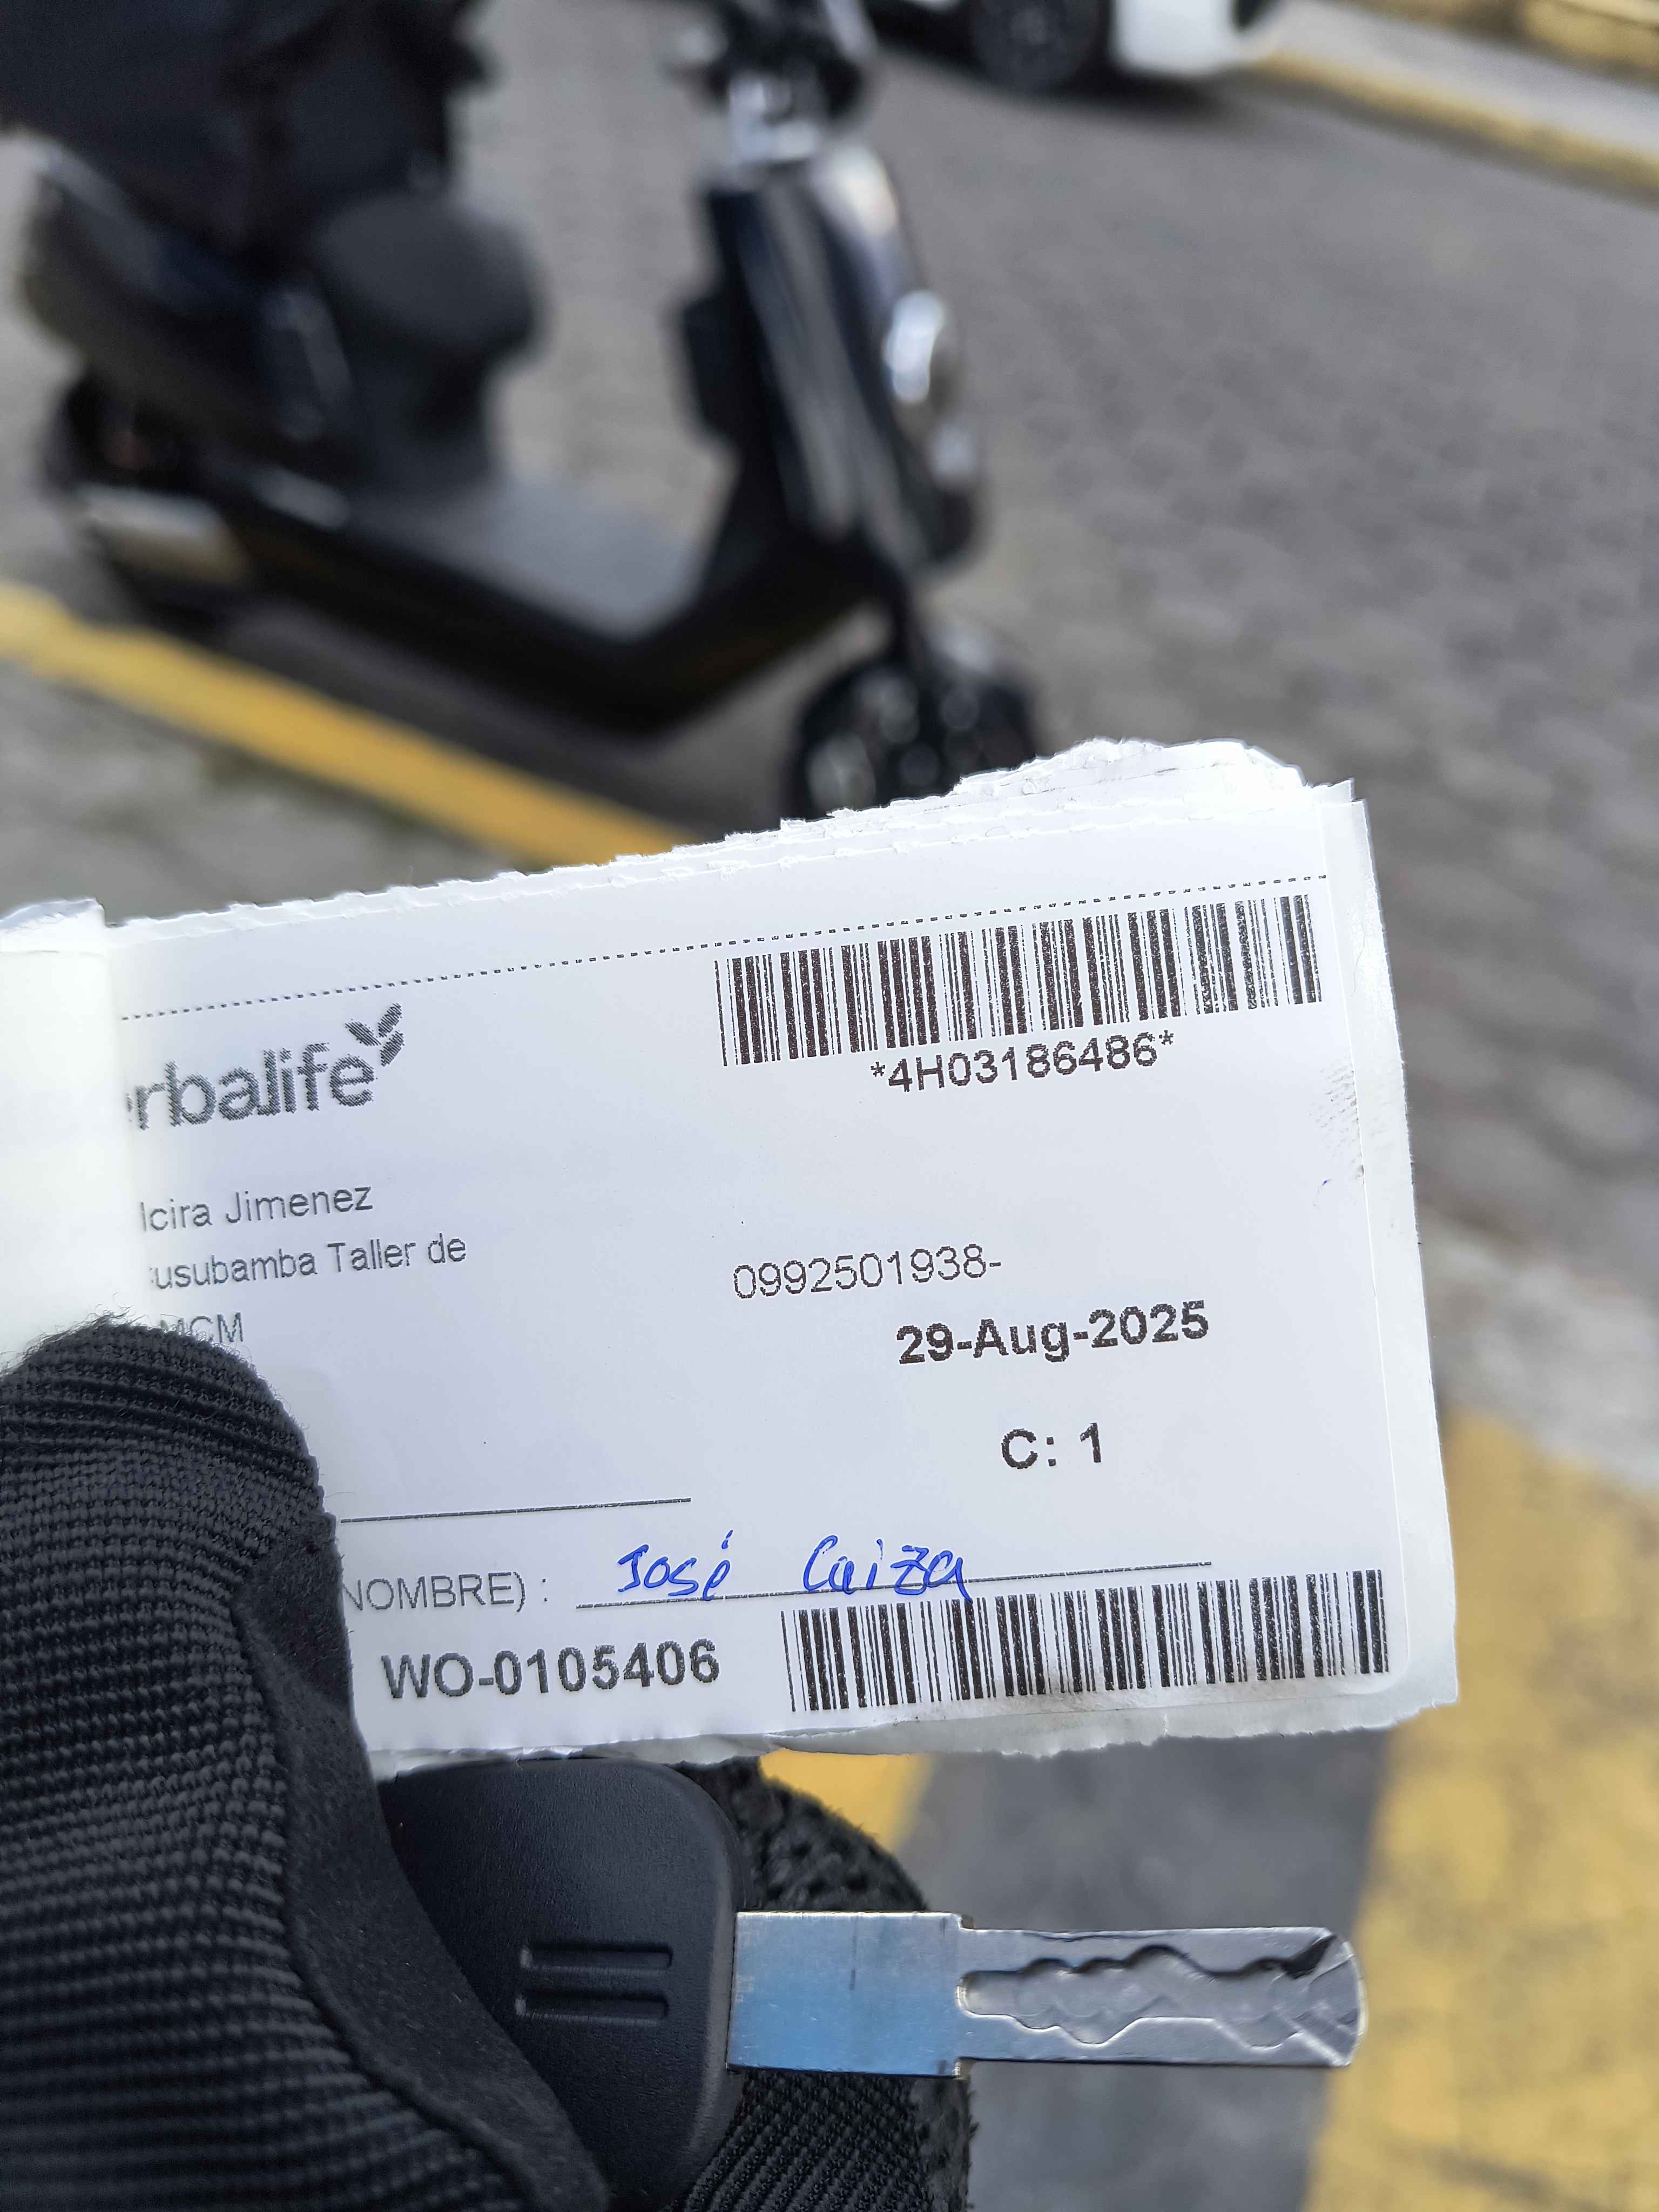 rbalife
*4H03186486*
lcira Jimenez
usubamba Taller de
MCM
0992501938-
29-Aug-2025
C: 1
NOMBRE) : José Caiza
WO-0105406